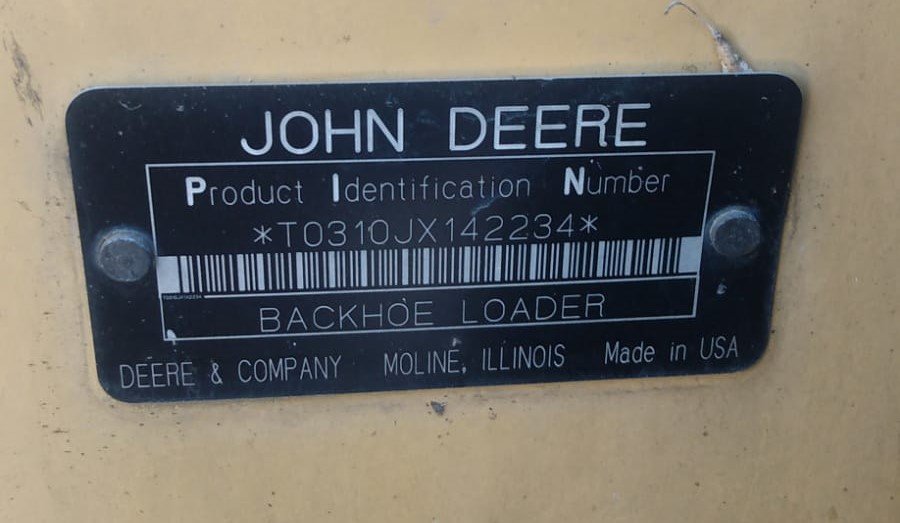 JOHN DEERE
Product Identification Number
*T0310JX142234*
BACKHOE LOADER
DEERE & COMPANY MOLINE, ILLINOIS Made in USA